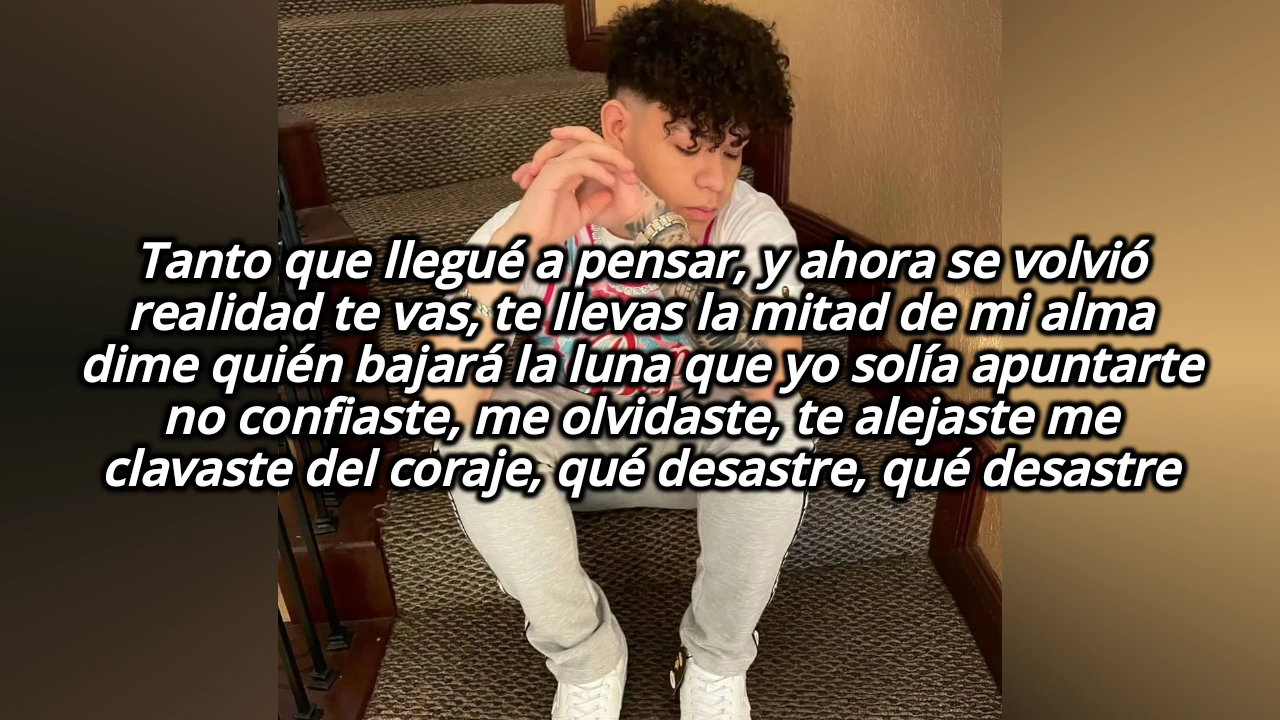 Tanto que llegué a pensar, y ahora se volvió
realidad te vas, te llevas la mitad de mi alma
dime quién bajará la luna que yo solía apuntarte
no confiaste, me olvidaste, te alejaste me
clavaste del coraje, qué desastre, qué desastre